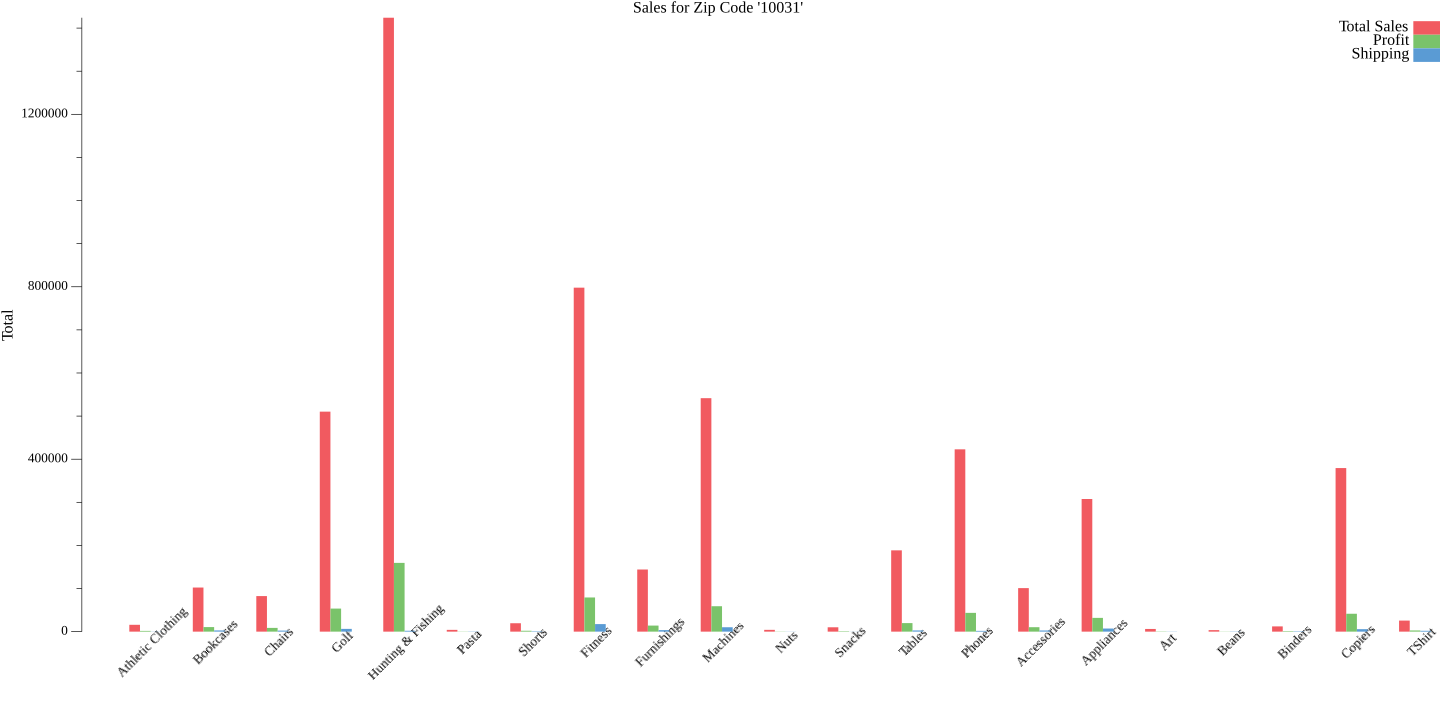 Sales for Zip Code '10031'
Total Sales
Profit
Shipping
1200000
800000
400000
0
Total
Athletic Clothing
Bookcases
Chairs
Golf
Hunting & Fishing
Pasta
Shorts
Fitness
Furnishings
Machines
Nuts
Snacks
Tables
Phones
Accessories
Appliances
Art
Beans
Binders
Copiers
TShirt